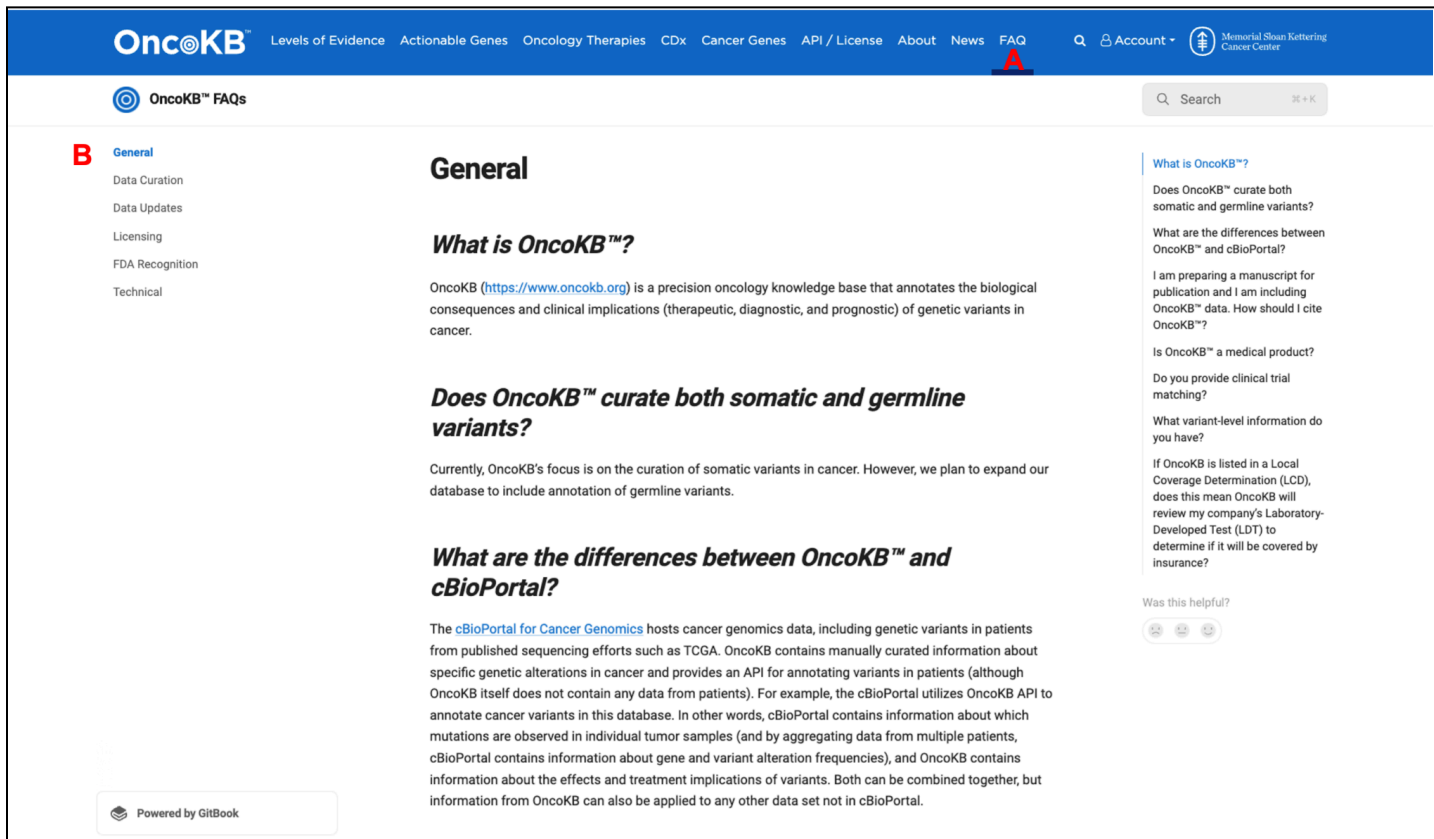 OncoKB™ Levels of Evidence Actionable Genes Oncology Therapies CDx Cancer Genes API / License About News FAQ Account Memorial Sloan Kettering
Cancer Center
A
OncoKB™ FAQs
Search ⌘+K
B General
Data Curation
Data Updates
Licensing
FDA Recognition
Technical
General
What is OncoKB™?
OncoKB (https://www.oncokb.org) is a precision oncology knowledge base that annotates the biological
consequences and clinical implications (therapeutic, diagnostic, and prognostic) of genetic variants in
cancer.
Does OncoKB™ curate both somatic and germline
variants?
Currently, OncoKB's focus is on the curation of somatic variants in cancer. However, we plan to expand our
database to include annotation of germline variants.
What are the differences between OncoKB™ and
cBioPortal?
The cBioPortal for Cancer Genomics hosts cancer genomics data, including genetic variants in patients
from published sequencing efforts such as TCGA. OncoKB contains manually curated information about
specific genetic alterations in cancer and provides an API for annotating variants in patients (although
OncoKB itself does not contain any data from patients). For example, the cBioPortal utilizes OncoKB API to
annotate cancer variants in this database. In other words, cBioPortal contains information about which
mutations are observed in individual tumor samples (and by aggregating data from multiple patients,
cBioPortal contains information about gene and variant alteration frequencies), and OncoKB contains
information about the effects and treatment implications of variants. Both can be combined together, but
information from OncoKB can also be applied to any other data set not in cBioPortal.
What is OncoKB™?
Does OncoKB™ curate both
somatic and germline variants?
What are the differences between
OncoKB™ and cBioPortal?
I am preparing a manuscript for
publication and I am including
OncoKB™ data. How should I cite
OncoKB™?
Is OncoKB™ a medical product?
Do you provide clinical trial
matching?
What variant-level information do
you have?
If OncoKB is listed in a Local
Coverage Determination (LCD),
does this mean OncoKB will
review my company's Laboratory-
Developed Test (LDT) to
determine if it will be covered by
insurance?
Was this helpful?
Powered by GitBook